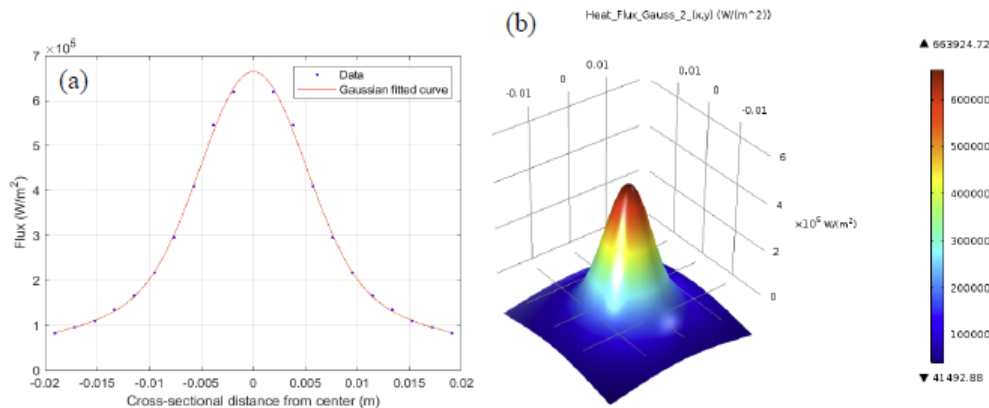 (a)
×10⁵
7
6
5
4
3
2
1
0
Flux (W/m²)
Data
Gaussian fitted curve
-0.02 -0.015 -0.01 -0.005 0 0.005 0.01 0.015 0.02
Cross-sectional distance from center (m)
(b)
Heat_Flux_Gauss_2_(x,y) (W/(m^2))
-0.01 0 0.01
0.01 0 -0.01
6
4
2
0
W/(m²)
▲ 663924.72
600000
500000
400000
300000
200000
100000
▼ 41492.88